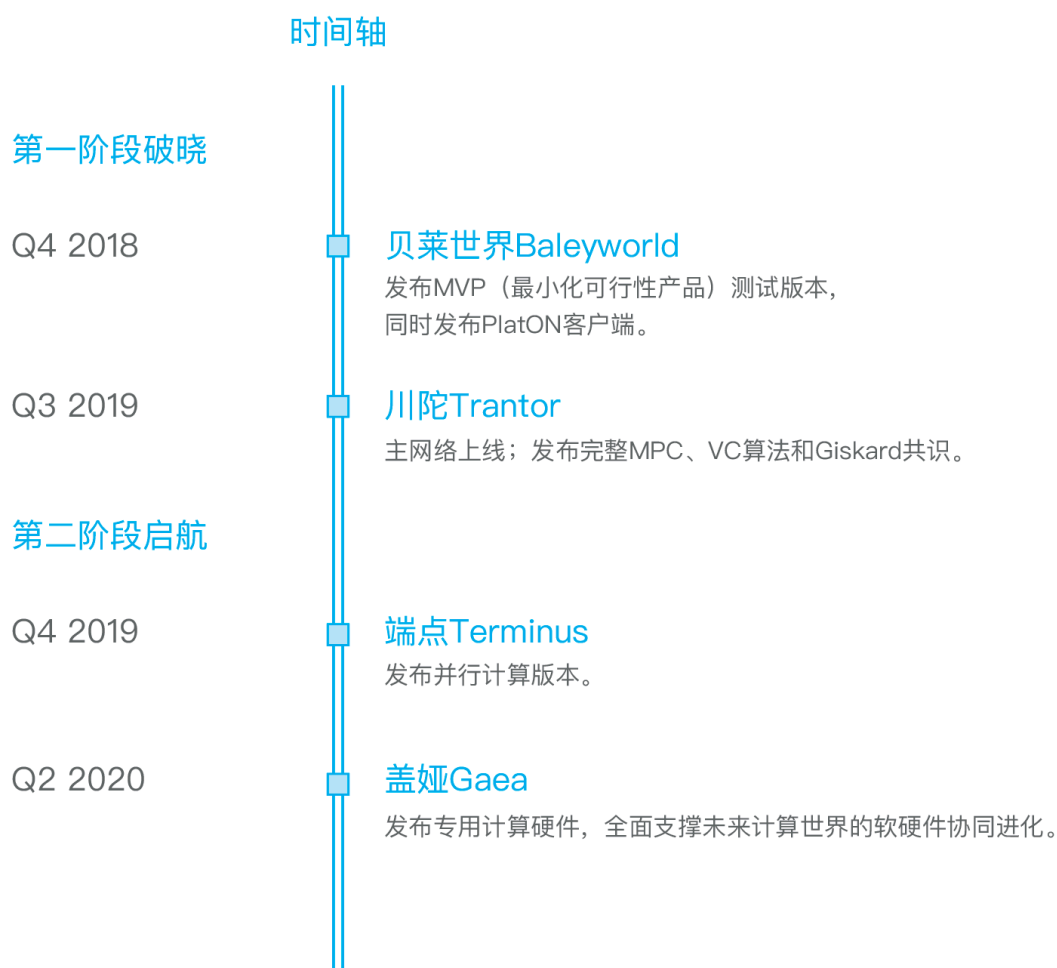 时间轴
第一阶段破晓
Q4 2018
贝莱世界Baleyworld
发布MVP（最小化可行性产品）测试版本，
同时发布PlatON客户端。
Q3 2019
川陀Trantor
主网络上线；发布完整MPC、VC算法和Giskard共识。
第二阶段启航
Q4 2019
端点Terminus
发布并行计算版本。
Q2 2020
盖娅Gaea
发布专用计算硬件，全面支撑未来计算世界的软硬件协同进化。